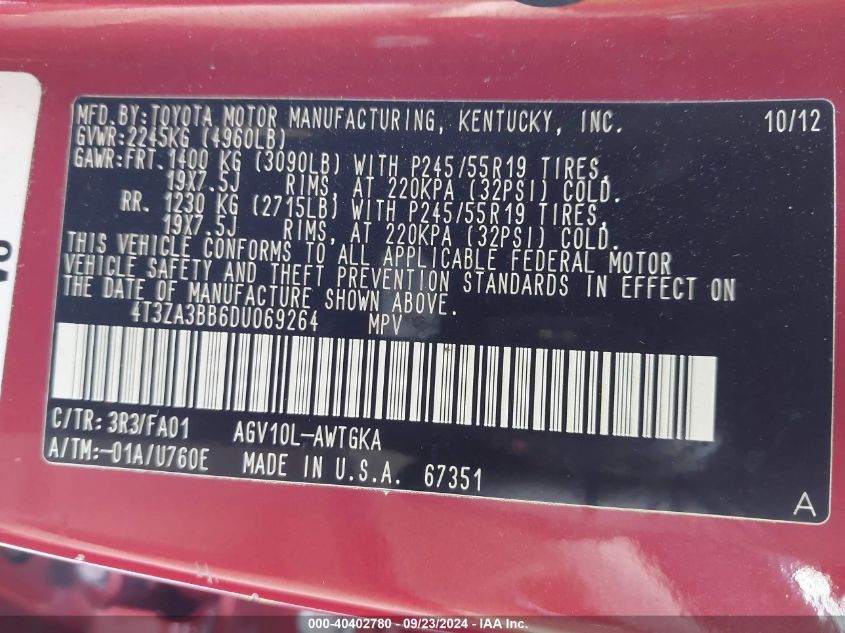 MFD. BY: TOYOTA MOTOR MANUFACTURING, KENTUCKY, INC. 10/12
GVWR: 2245KG (4960LB)
GAWR: FRT. 1400 KG (3090LB) WITH P245/55R19 TIRES,
19X7.5J RIMS, AT 220KPA (32PSI) COLD.
RR. 1230 KG (2715LB) WITH P245/55R19 TIRES,
19X7.5J RIMS, AT 220KPA (32PSI) COLD.
THIS VEHICLE CONFORMS TO ALL APPLICABLE FEDERAL MOTOR
VEHICLE SAFETY AND THEFT PREVENTION STANDARDS IN EFFECT ON
THE DATE OF MANUFACTURE SHOWN ABOVE.
4T3ZA3BB6DU069264 MPV
C/TR: 3R3/FA01 AGV10L-AWTGKA
A/TM: -01A/U760E MADE IN U.S.A. 67351
A
000-40402780 - 09/23/2024 - IAA Inc.